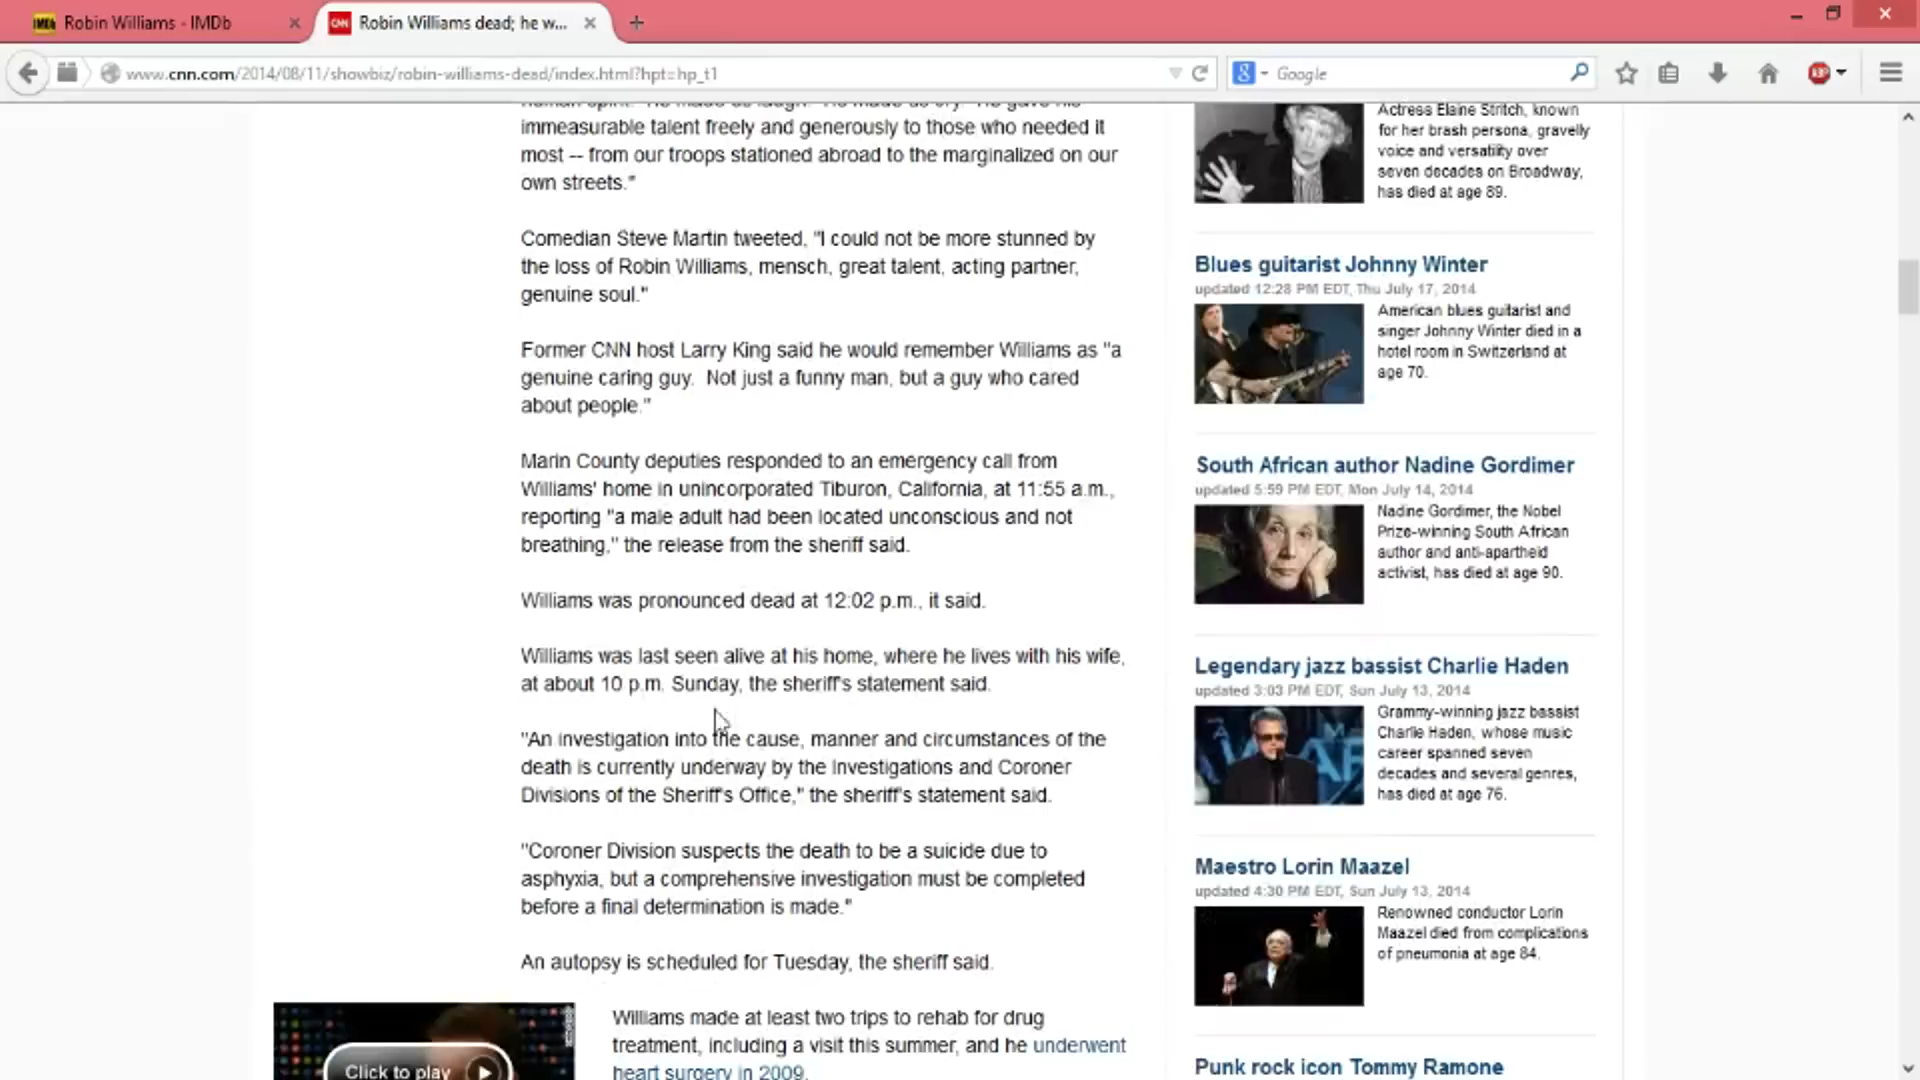 Robin Williams - IMDb
Robin Williams dead; he w...
www.cnn.com/2014/08/11/showbiz/robin-williams-dead/index.html?hpt=hp_t1
Google
immeasurable talent freely and generously to those who needed it
most -- from our troops stationed abroad to the marginalized on our
own streets."
Comedian Steve Martin tweeted, "I could not be more stunned by
the loss of Robin Williams, mensch, great talent, acting partner,
genuine soul."
Former CNN host Larry King said he would remember Williams as "a
genuine caring guy. Not just a funny man, but a guy who cared
about people."
Marin County deputies responded to an emergency call from
Williams' home in unincorporated Tiburon, California, at 11:55 a.m.,
reporting "a male adult had been located unconscious and not
breathing," the release from the sheriff said.
Williams was pronounced dead at 12:02 p.m., it said.
Williams was last seen alive at his home, where he lives with his wife,
at about 10 p.m. Sunday, the sheriff's statement said.
"An investigation into the cause, manner and circumstances of the
death is currently underway by the Investigations and Coroner
Divisions of the Sheriff's Office," the sheriff's statement said.
"Coroner Division suspects the death to be a suicide due to
asphyxia, but a comprehensive investigation must be completed
before a final determination is made."
An autopsy is scheduled for Tuesday, the sheriff said.
Click to play
Williams made at least two trips to rehab for drug
treatment, including a visit this summer, and he underwent
heart surgery in 2009.
Actress Elaine Stritch, known
for her brash persona, gravelly
voice and versatility over
seven decades on Broadway,
has died at age 89.
Blues guitarist Johnny Winter
updated 12:28 PM EDT, Thu July 17, 2014
American blues guitarist and
singer Johnny Winter died in a
hotel room in Switzerland at
age 70.
South African author Nadine Gordimer
updated 5:59 PM EDT, Mon July 14, 2014
Nadine Gordimer, the Nobel
Prize-winning South African
author and anti-apartheid
activist, has died at age 90.
Legendary jazz bassist Charlie Haden
updated 3:03 PM EDT, Sun July 13, 2014
Grammy-winning jazz bassist
Charlie Haden, whose music
career spanned seven
decades and several genres,
has died at age 76.
Maestro Lorin Maazel
updated 4:30 PM EDT, Sun July 13, 2014
Renowned conductor Lorin
Maazel died from complications
of pneumonia at age 84.
Punk rock icon Tommy Ramone